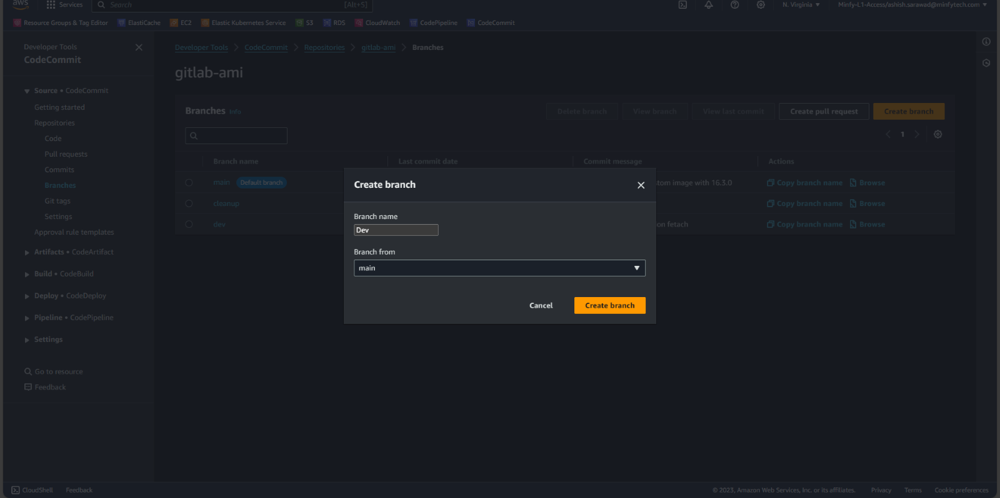 aws
Services
Search
[Alt+S]
N. Virginia
Minfy-L1-Access/ashish.sarawad@minfytech.com
Resource Groups & Tag Editor
ElastiCache
EC2
Elastic Kubernetes Service
S3
RDS
CloudWatch
CodePipeline
CodeCommit
Developer Tools
CodeCommit
Source • CodeCommit
Getting started
Repositories
Code
Pull requests
Commits
Branches
Git tags
Settings
Approval rule templates
Artifacts • CodeArtifact
Build • CodeBuild
Deploy • CodeDeploy
Pipeline • CodePipeline
Settings
Go to resource
Feedback
Developer Tools > CodeCommit > Repositories > gitlab-ami > Branches
gitlab-ami
Branches Info
Delete branch
View branch
View last commit
Create pull request
Create branch
1
Branch name
Last commit date
Commit message
Actions
main Default branch
tom image with 16.3.0
Copy branch name Browse
cleanup
Copy branch name Browse
dev
on fetach
Copy branch name Browse
Create branch
Branch name
Dev
Branch from
main
Cancel
Create branch
CloudShell
Feedback
© 2023, Amazon Web Services, Inc. or its affiliates.
Privacy
Terms
Cookie preferences